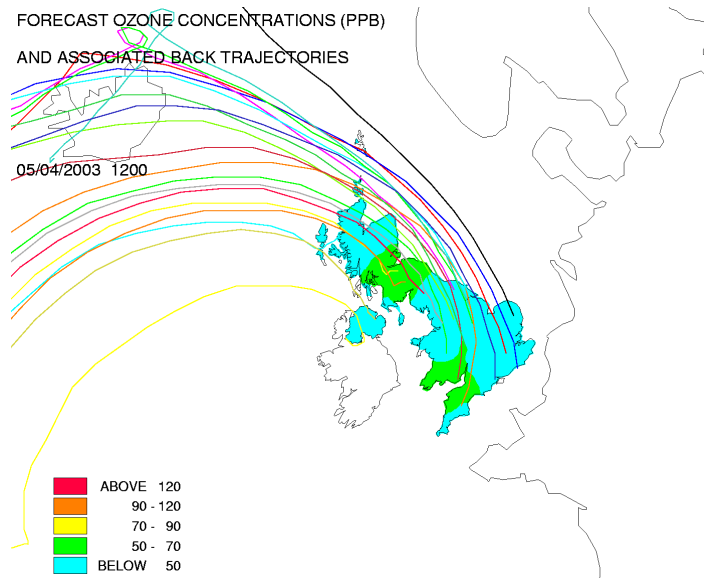 FORECAST OZONE CONCENTRATIONS (PPB)
AND ASSOCIATED BACK TRAJECTORIES
05/04/2003 1200
ABOVE 120
90 - 120
70 - 90
50 - 70
BELOW 50